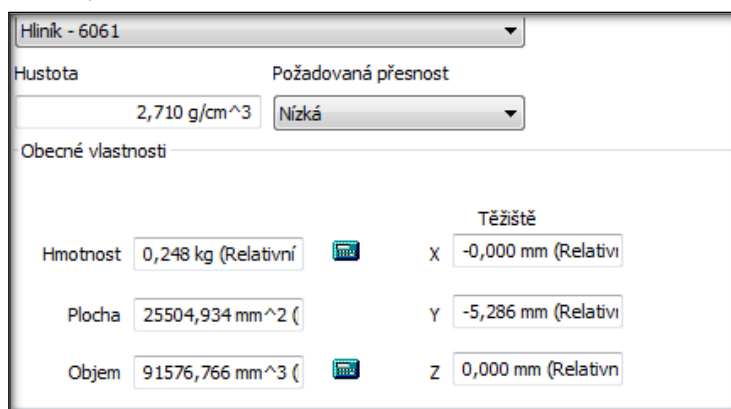 Hliník - 6061
Hustota Požadovaná přesnost
2,710 g/cm^3 Nízká
Obecné vlastnosti
Těžiště
Hmotnost 0,248 kg (Relativní X -0,000 mm (Relativ
Plocha 25504,934 mm^2 ( Y -5,286 mm (Relativ
Objem 91576,766 mm^3 ( Z 0,000 mm (Relativn